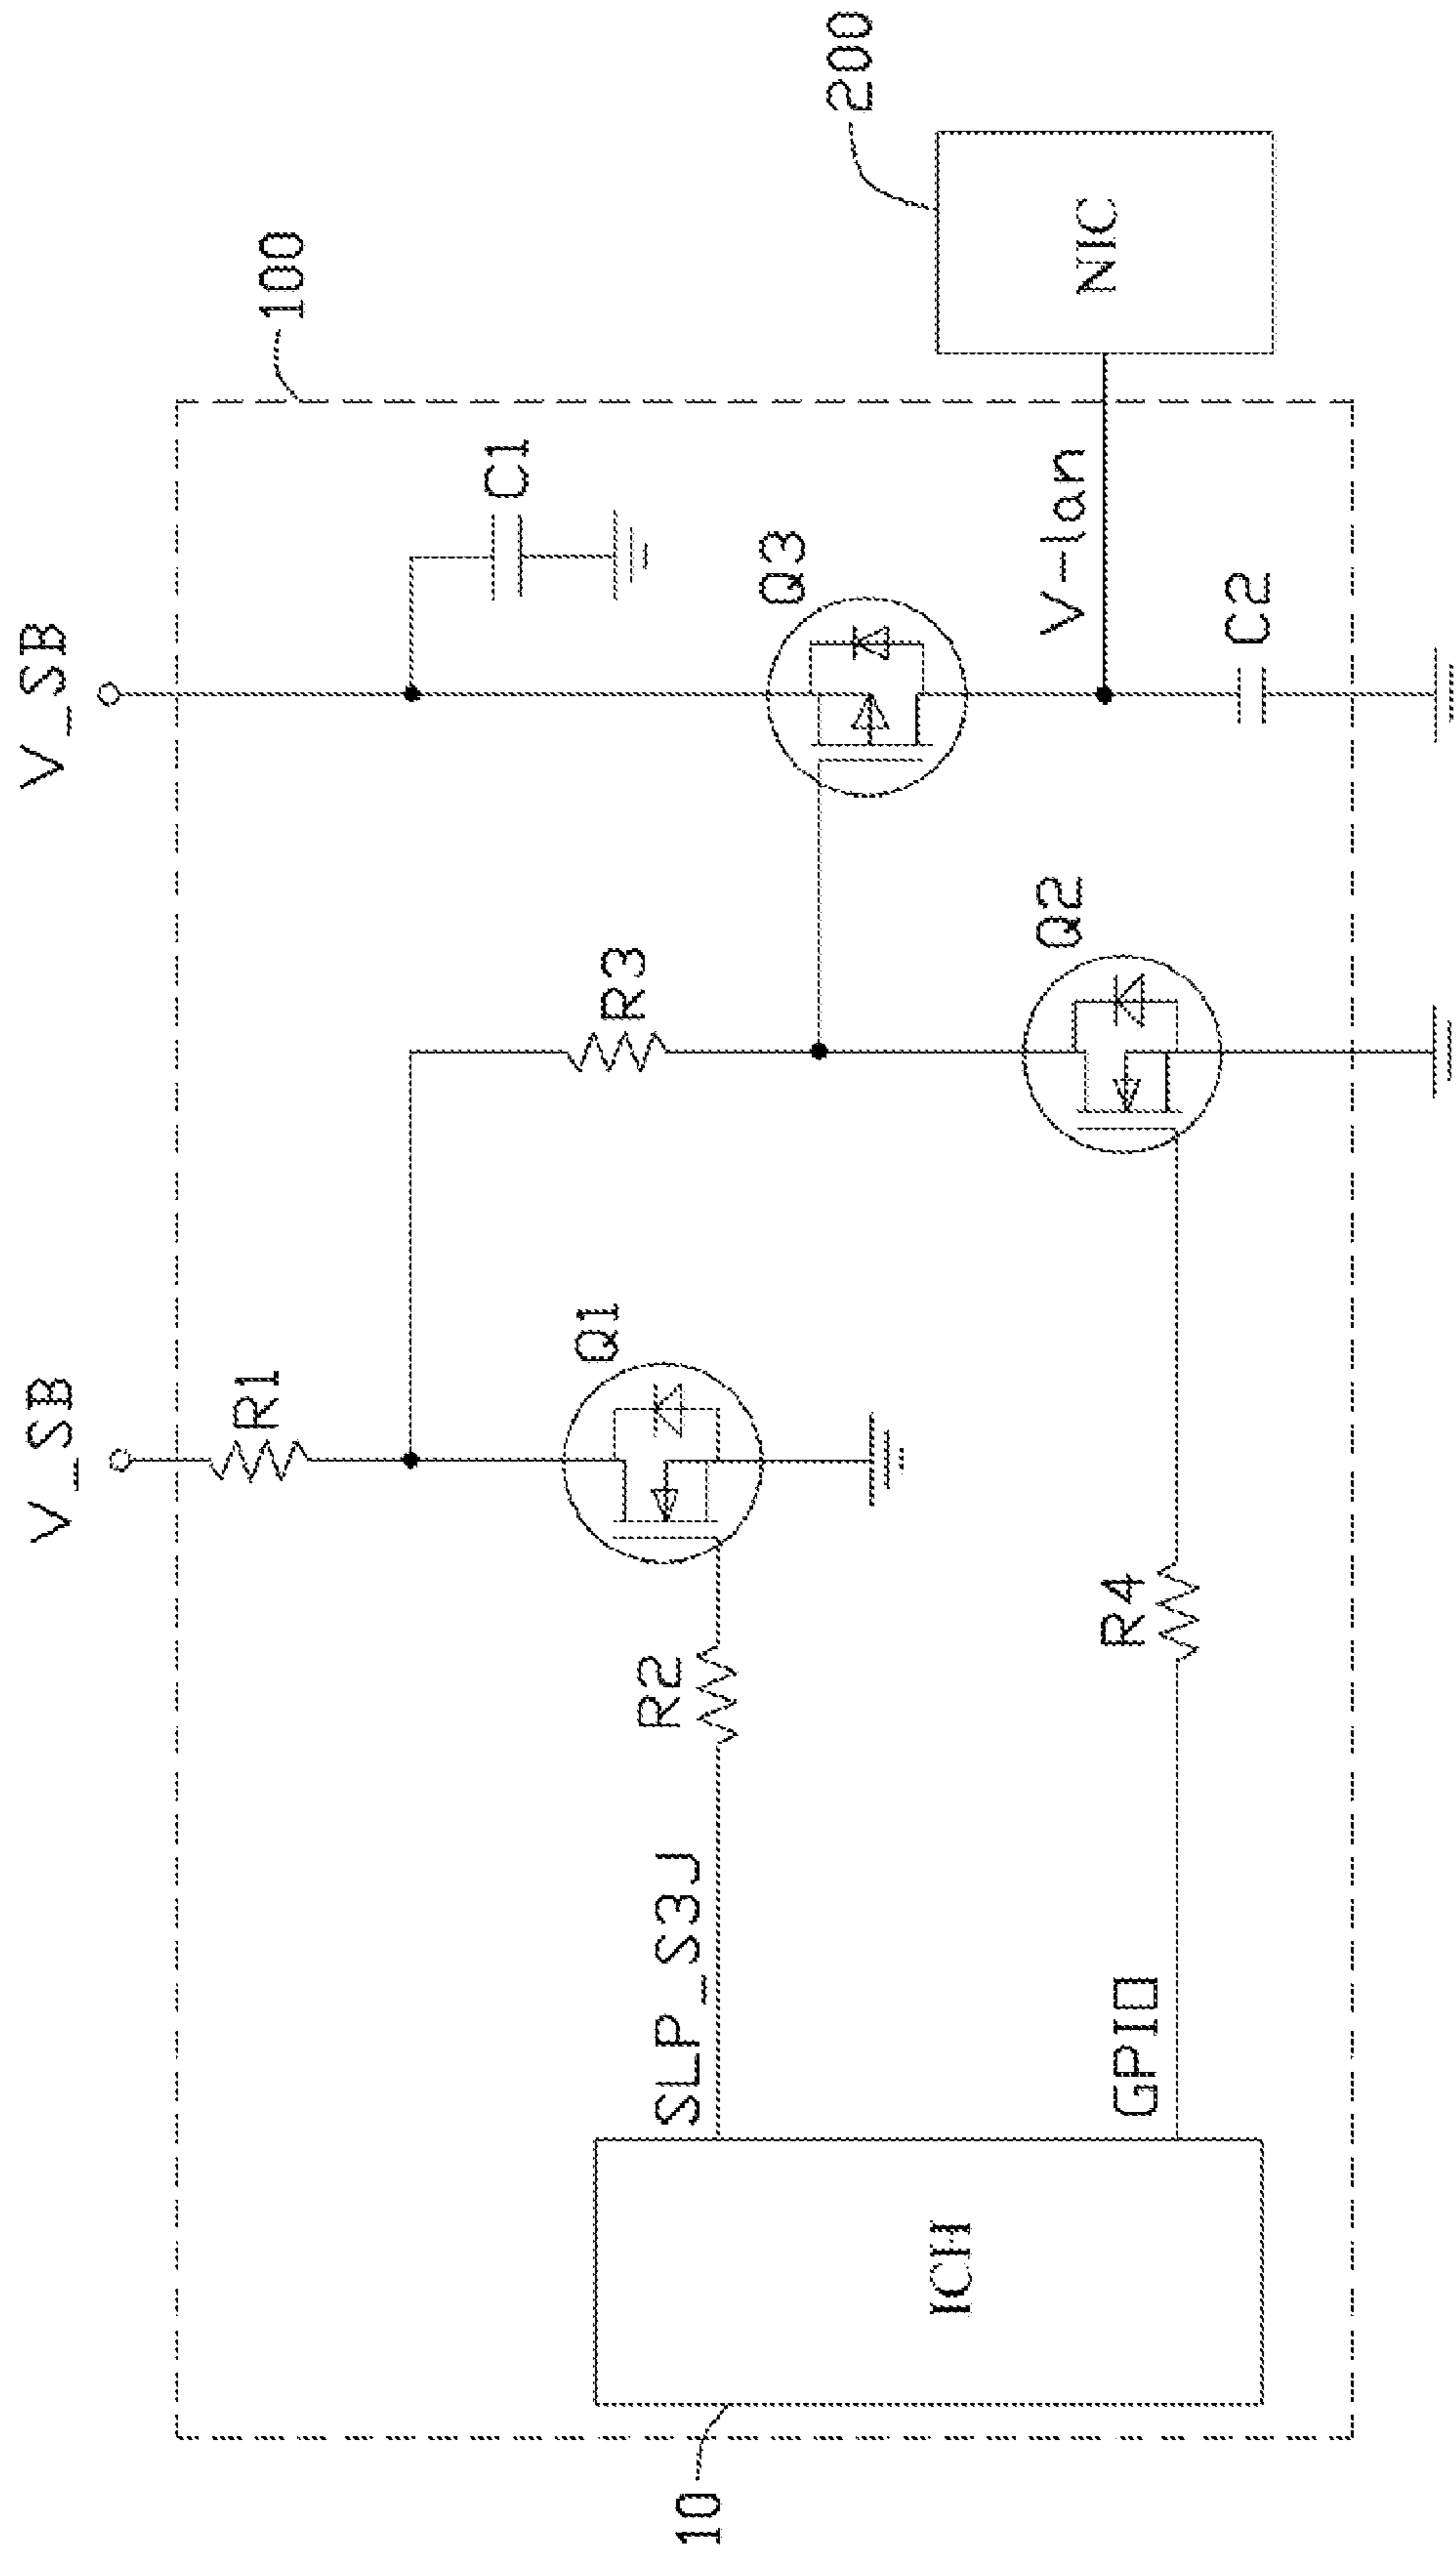 V_SB
V_SB
R1
100
C1
Q1
R3
R2
SLP_S3J
10
Q3
200
ICH
Q2
V-lan
NIC
R4
GPIO
C2